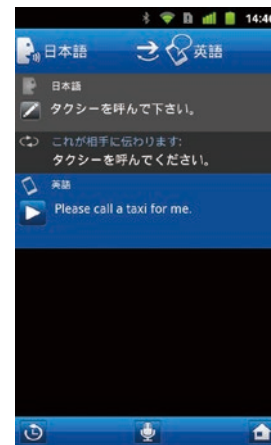 14:46
日本語
英語
日本語
タクシーを呼んで下さい。
これが相手に伝わります:
タクシーを呼んでください。
英語
Please call a taxi for me.